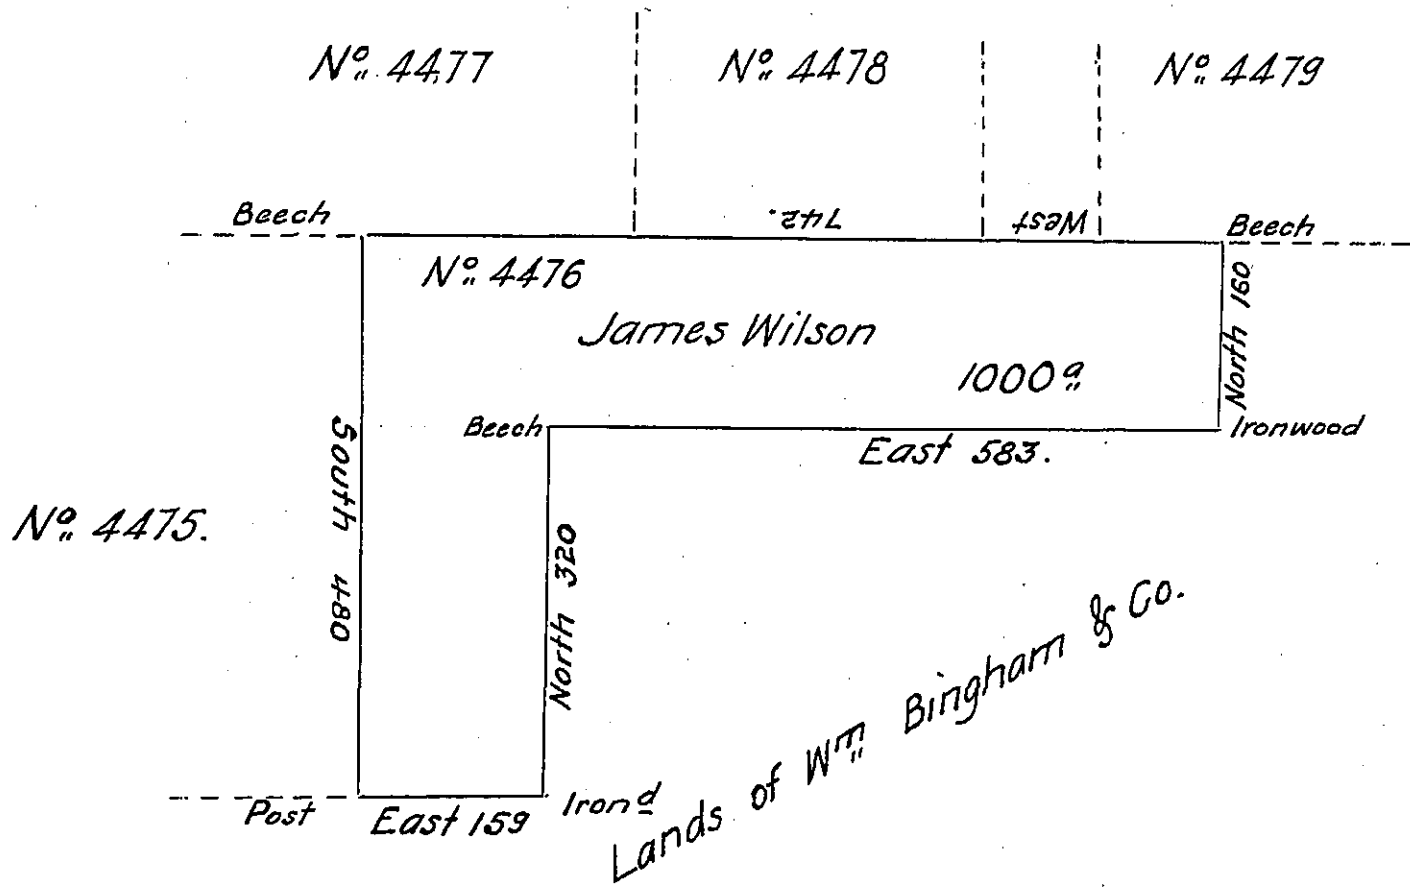 No. 4477
No. 4478
No. 4479
Beech
742.
West
Beech
No. 4476
James Wilson
1000 a
North 160
Beech
East 583.
Ironwood
South 480
North 320
No. 4475.
Post
East 159
Iron d
Lands of Wm Bingham & Co.